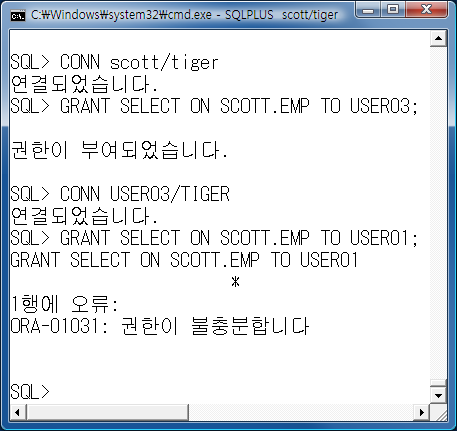 C:\Windows\system32\cmd.exe - SQLPLUS scott/tiger
SQL> CONN scott/tiger
연결되었습니다.
SQL> GRANT SELECT ON SCOTT.EMP TO USER03;
권한이 부여되었습니다.
SQL> CONN USER03/TIGER
연결되었습니다.
SQL> GRANT SELECT ON SCOTT.EMP TO USER01;
GRANT SELECT ON SCOTT.EMP TO USER01
*
1행에 오류:
ORA-01031: 권한이 불충분합니다
SQL>